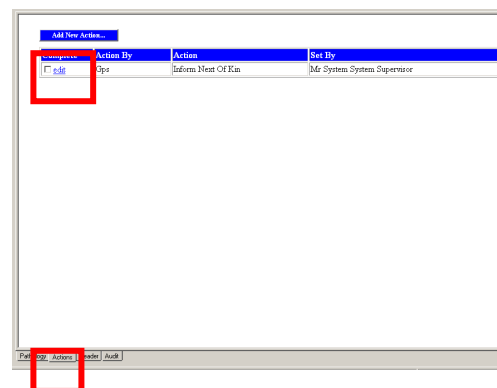 Add New Action...
Complete Action By Action Set By
edit Gps Inform Next Of Kin Mr System System Supervisor
Actions Audit